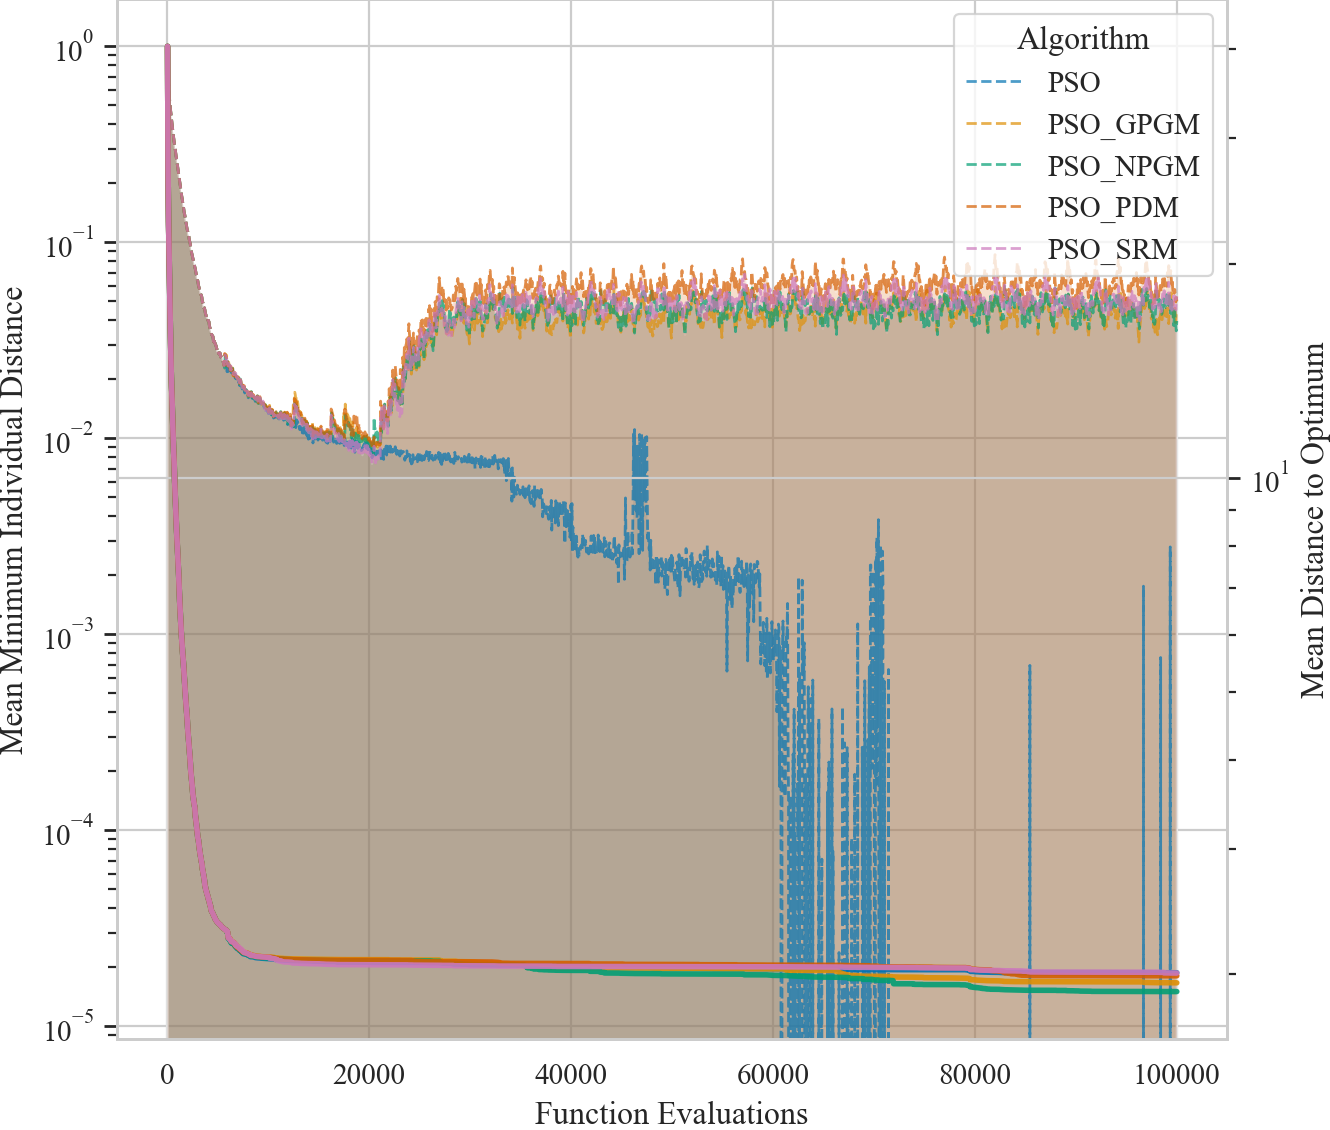 Algorithm
PSO
PSO_GPGM
PSO_NPGM
PSO_PDM
PSO_SRM
Mean Minimum Individual Distance
10^0
10^−1
10^−2
10^−3
10^−4
10^−5
10^1
Mean Distance to Optimum
0 20000 40000 60000 80000 100000
Function Evaluations